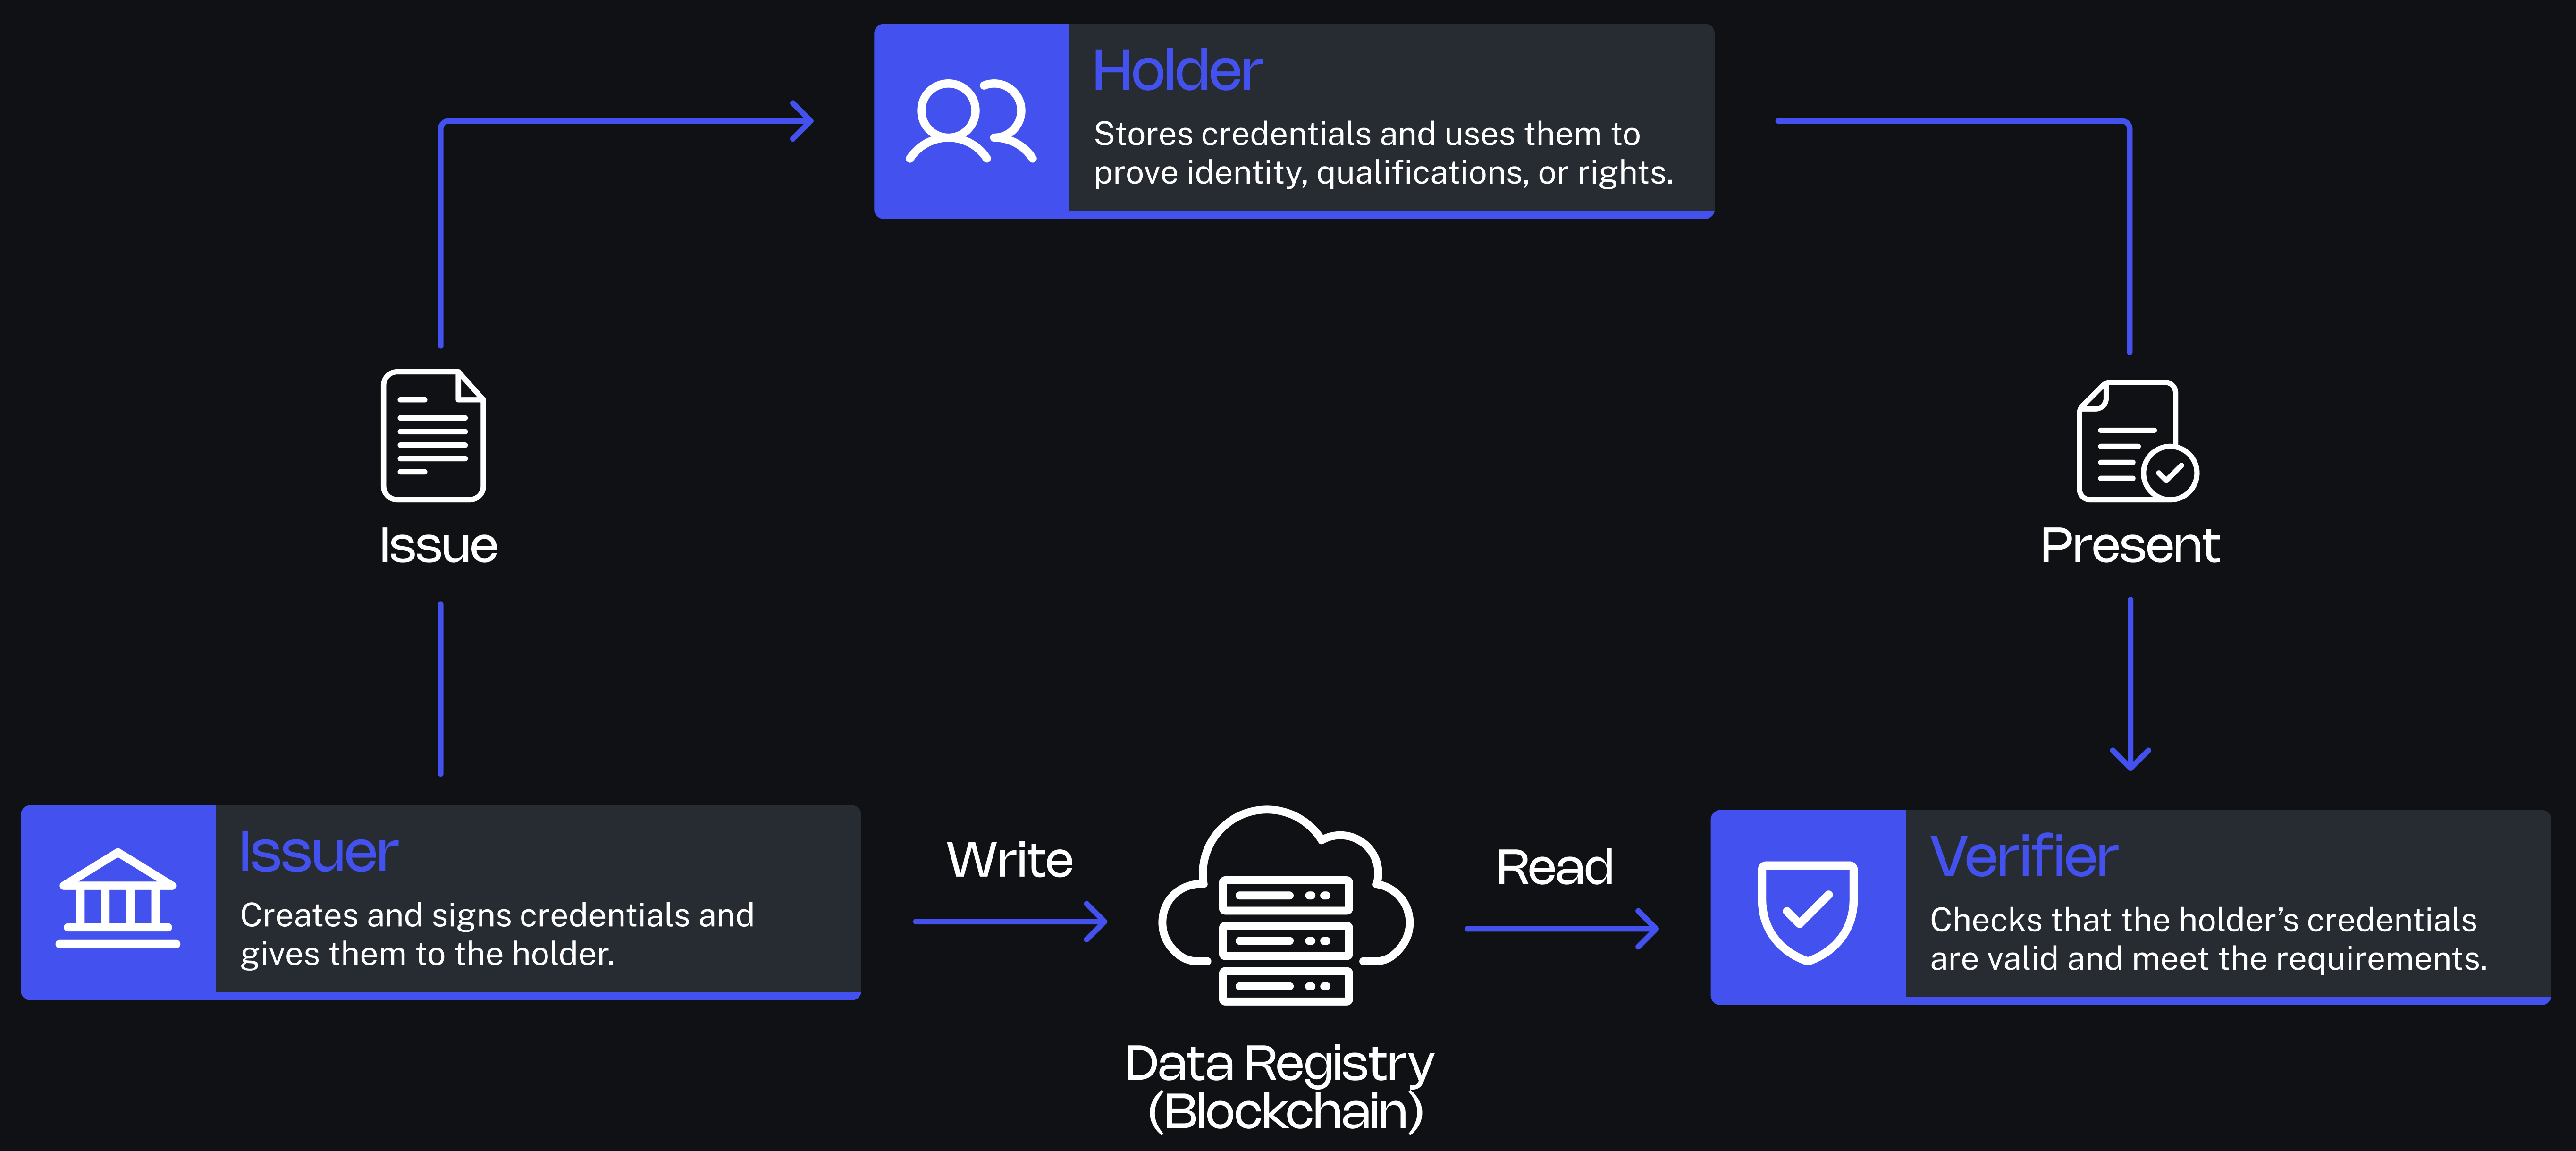 Holder
Stores credentials and uses them to
prove identity, qualifications, or rights.
Issue
Present
Issuer
Creates and signs credentials and
gives them to the holder.
Write
Data Registry
(Blockchain)
Read
Verifier
Checks that the holder’s credentials
are valid and meet the requirements.